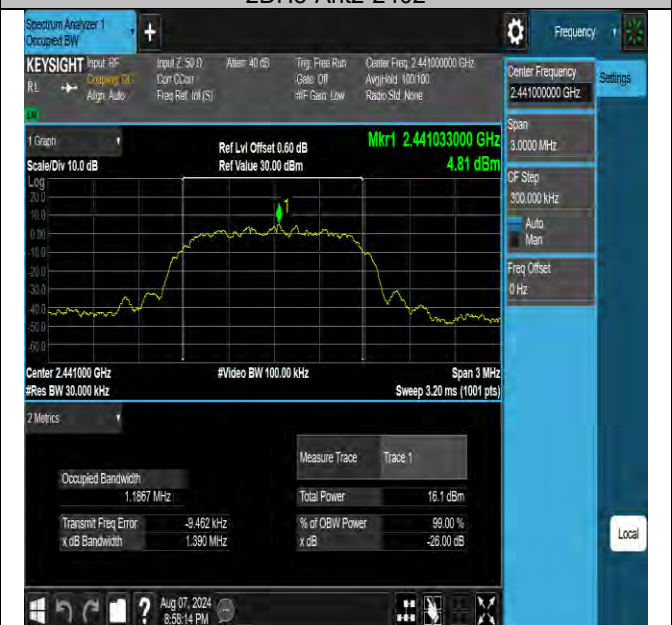 2DH3-Ant2-2402
Spectrum Analyzer 1
Occupied BW
Frequency
KEYSIGHT
RL
Input: RF
Coupling: DC
Align: Auto
Input Z: 50 Ω
Corr CCorr
Freq Ref: Int (S)
Atten: 40 dB
Trig: Free Run
Gate: Off
#IF Gain: Low
Center Freq: 2.441000000 GHz
Avg|Hold: 100/100
Radio Std: None
Center Frequency
2.441000000 GHz
Settings
Span
3.0000 MHz
CF Step
300.000 kHz
Auto
Man
Freq Offset
0 Hz
1 Graph
Scale/Div 10.0 dB
Ref Lvl Offset 0.60 dB
Ref Value 30.00 dBm
Mkr1 2.441033000 GHz
4.81 dBm
Log
20.0
10.0
0.00
-10.0
-20.0
-30.0
-40.0
-50.0
-60.0
1
Center 2.441000 GHz
#Res BW 30.000 kHz
#Video BW 100.00 kHz
Span 3 MHz
Sweep 3.20 ms (1001 pts)
2 Metrics
Measure Trace Trace 1
Occupied Bandwidth
1.1867 MHz
Total Power 16.1 dBm
Transmit Freq Error -9.462 kHz
% of OBW Power 99.00 %
x dB Bandwidth 1.390 MHz
x dB -26.00 dB
Local
?
Aug 07, 2024
8:58:14 PM